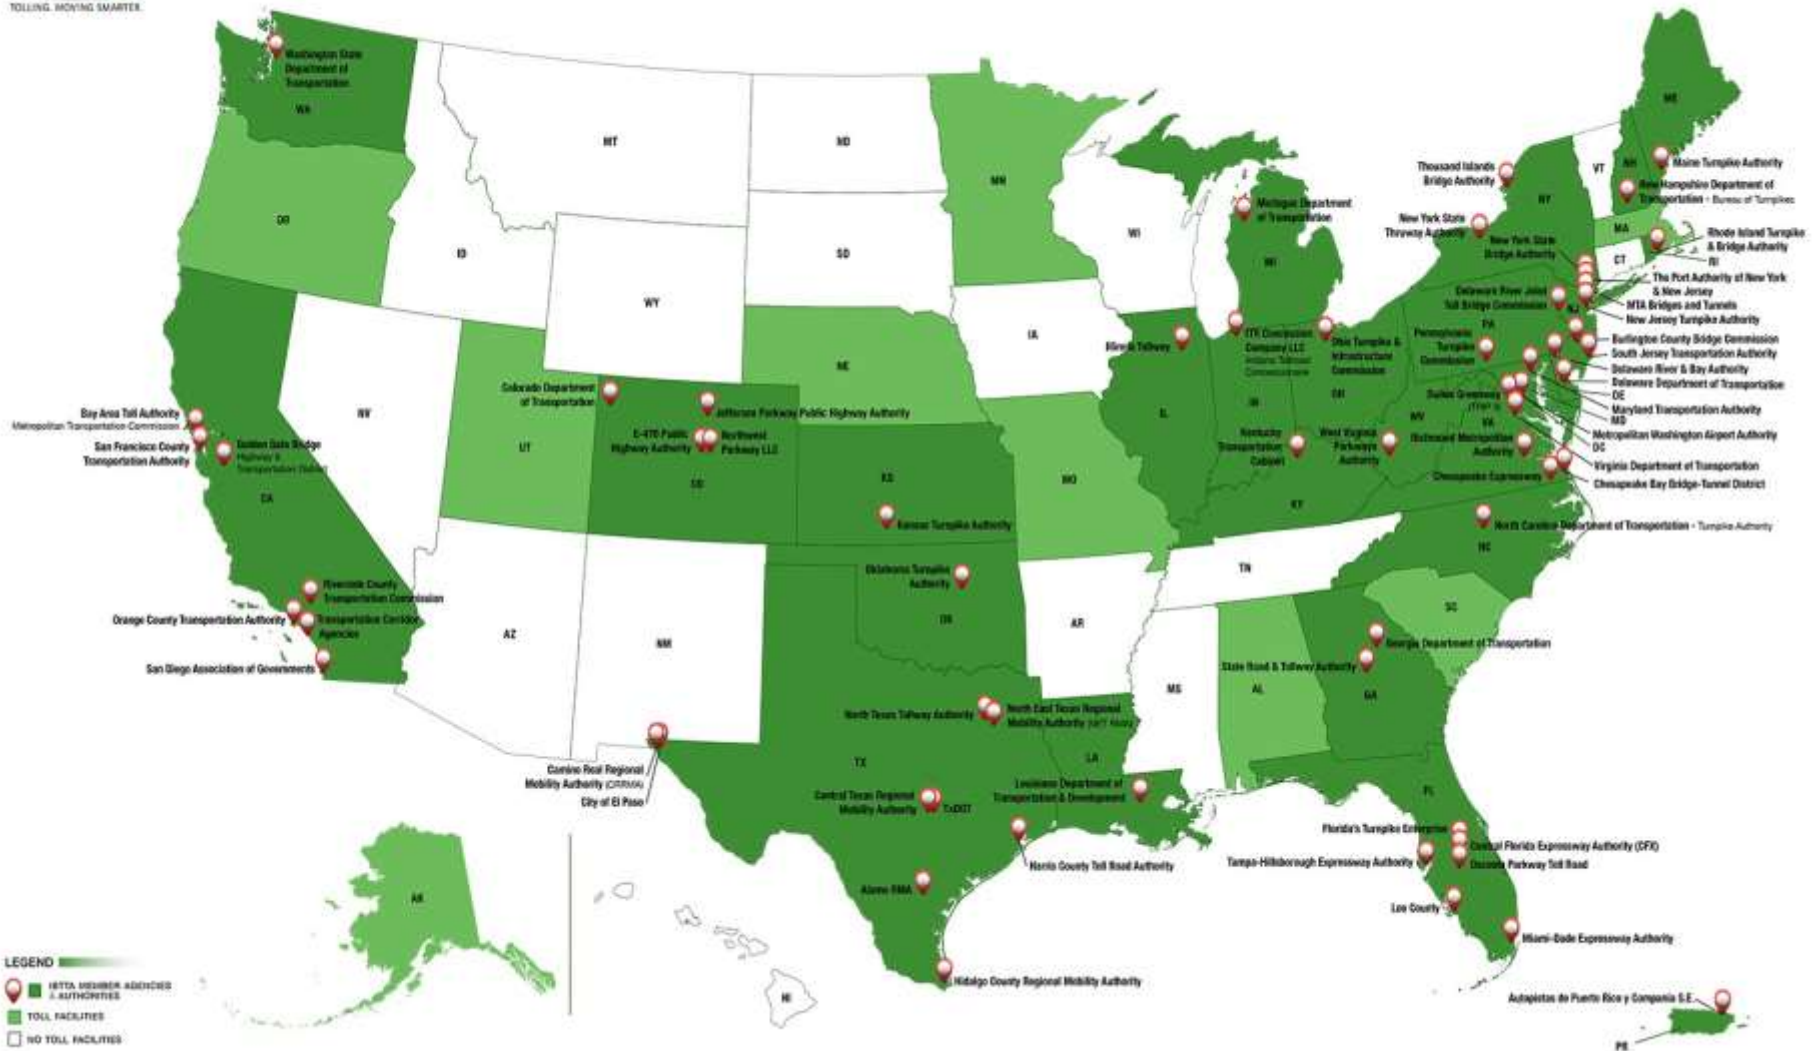 TOLLING. MOVING SMARTER.
Washington State
Department of
Transportation
WA
OR
ID
MT
ND
SD
WY
NE
MN
WI
IA
MI
NV
UT
CO
KS
MO
IL
CA
AZ
NM
OK
AR
TX
LA
MS
AL
TN
KY
GA
SC
NC
FL
WV
VA
PA
NY
VT
NH
ME
MA
CT
NJ
AK
HI
Michigan Department
of Transportation
Thousand Islands
Bridge Authority
New York State
Thruway Authority
New York State
Bridge Authority
Maine Turnpike Authority
New Hampshire Department of
Transportation - Bureau of Turnpikes
Rhode Island Turnpike
& Bridge Authority
RI
The Port Authority of New York
& New Jersey
MTA Bridges and Tunnels
New Jersey Turnpike Authority
Delaware River Joint
Toll Bridge Commission
Pennsylvania
Turnpike
Commission
Burlington County Bridge Commission
South Jersey Transportation Authority
Delaware River & Bay Authority
Delaware Department of Transportation
DE
Maryland Transportation Authority
MD
Metropolitan Washington Airport Authority
DC
Virginia Department of Transportation
Chesapeake Bay Bridge-Tunnel District
Dulles Greenway
Richmond Metropolitan
Authority
Chesapeake Expressway
Illinois Tollway
ITR Concession
Company LLC
Ohio Turnpike &
Infrastructure
Commission
IN
OH
Kentucky
Transportation
Cabinet
West Virginia
Parkways
Authority
North Carolina Department of Transportation - Turnpike Authority
Colorado Department
of Transportation
Jefferson Parkway Public Highway Authority
E-470 Public
Highway Authority
Northwest
Parkway LLC
Kansas Turnpike Authority
Oklahoma Turnpike
Authority
Bay Area Toll Authority
Metropolitan Transportation Commission
San Francisco County
Transportation Authority
Golden Gate Bridge
Highway &
Transportation District
Riverside County
Transportation Commission
Orange County Transportation Authority
Transportation Corridor
Agencies
San Diego Association of Governments
Georgia Department of Transportation
State Road & Tollway Authority
North Texas Tollway Authority
North East Texas Regional
Mobility Authority (NET RMA)
Camino Real Regional
Mobility Authority (CRRMA)
City of El Paso
Central Texas Regional
Mobility Authority
TxDOT
Louisiana Department of
Transportation & Development
Harris County Toll Road Authority
Alamo RMA
Hidalgo County Regional Mobility Authority
Florida's Turnpike Enterprise
Central Florida Expressway Authority (CFX)
Osceola Parkway Toll Road
Tampa-Hillsborough Expressway Authority
Lee County
Miami-Dade Expressway Authority
Autopistas de Puerto Rico y Compania S.E.
PR
LEGEND
IBTTA MEMBER AGENCIES
& AUTHORITIES
TOLL FACILITIES
NO TOLL FACILITIES